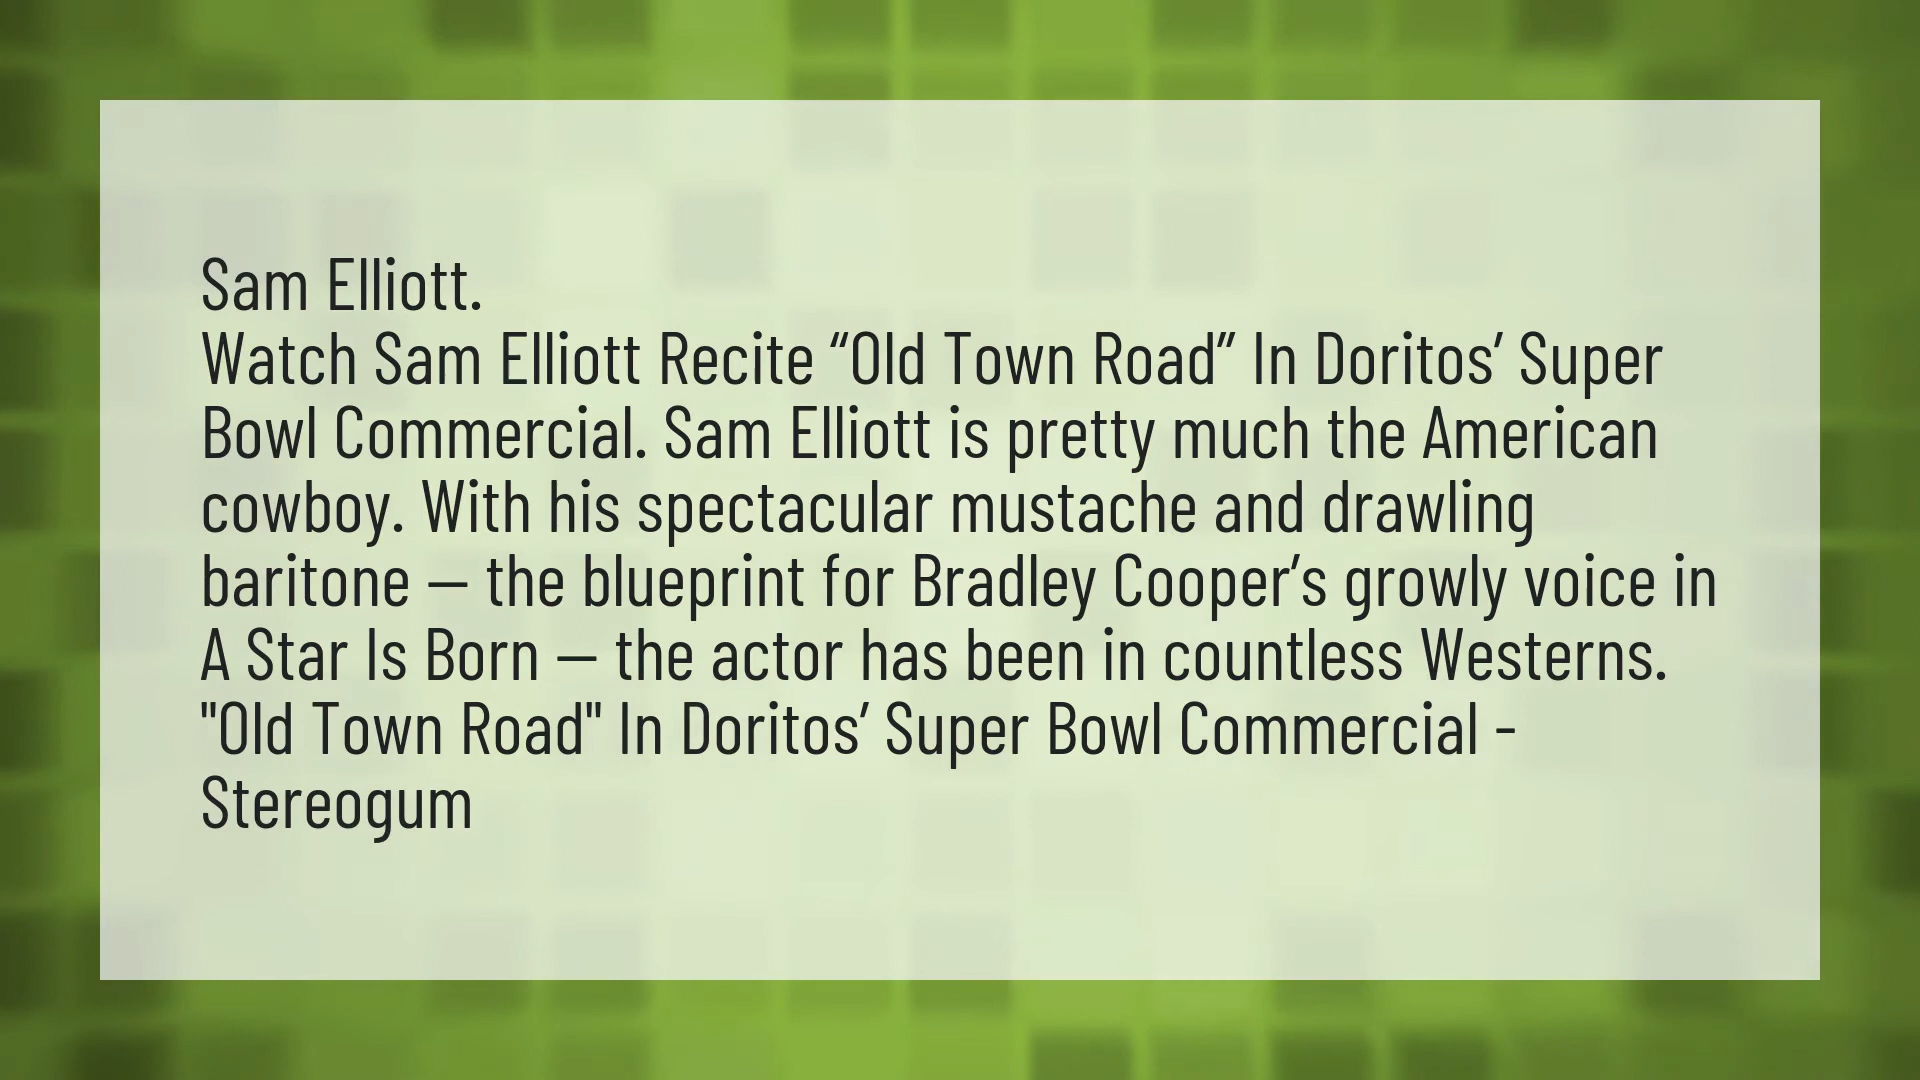 Sam Elliott.
Watch Sam Elliott Recite “Old Town Road” In Doritos’ Super
Bowl Commercial. Sam Elliott is pretty much the American
cowboy. With his spectacular mustache and drawling
baritone — the blueprint for Bradley Cooper’s growly voice in
A Star Is Born — the actor has been in countless Westerns.
"Old Town Road" In Doritos’ Super Bowl Commercial -
Stereogum